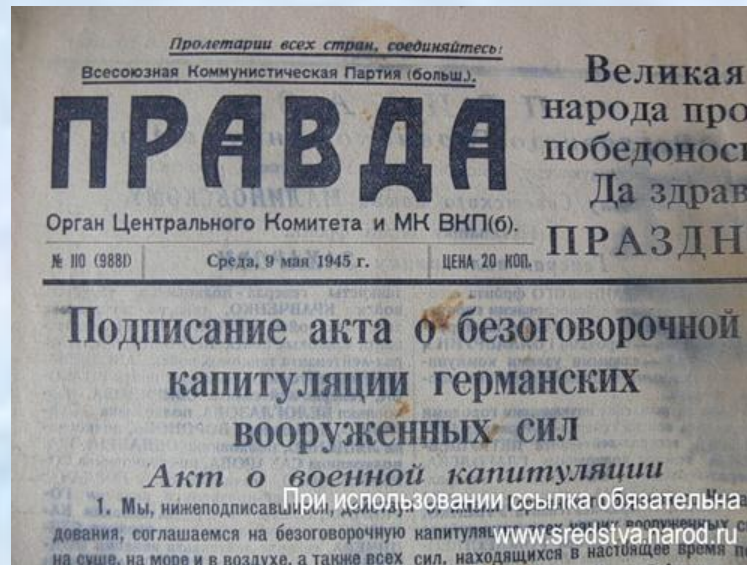 Пролетарии всех стран, соединяйтесь!
Всесоюзная Коммунистическая Партия (больш.).
ПРАВДА
Орган Центрального Комитета и МК ВКП(б).
№ 110 (9881)
Среда, 9 мая 1945 г.
ЦЕНА 20 КОП.
Великая
народа про
победонос
Да здрав
ПРАЗДН
Подписание акта о безоговорочной
капитуляции германских
вооруженных сил
Акт о военной капитуляции
1. Мы, нижеподписавшиеся,
дования, соглашаемся на безоговорочную капитуляцию всех
на суше, на море и в воздухе, а также всех сил, находящихся в настоящее время
При использовании ссылка обязательна
www.sredstva.narod.ru